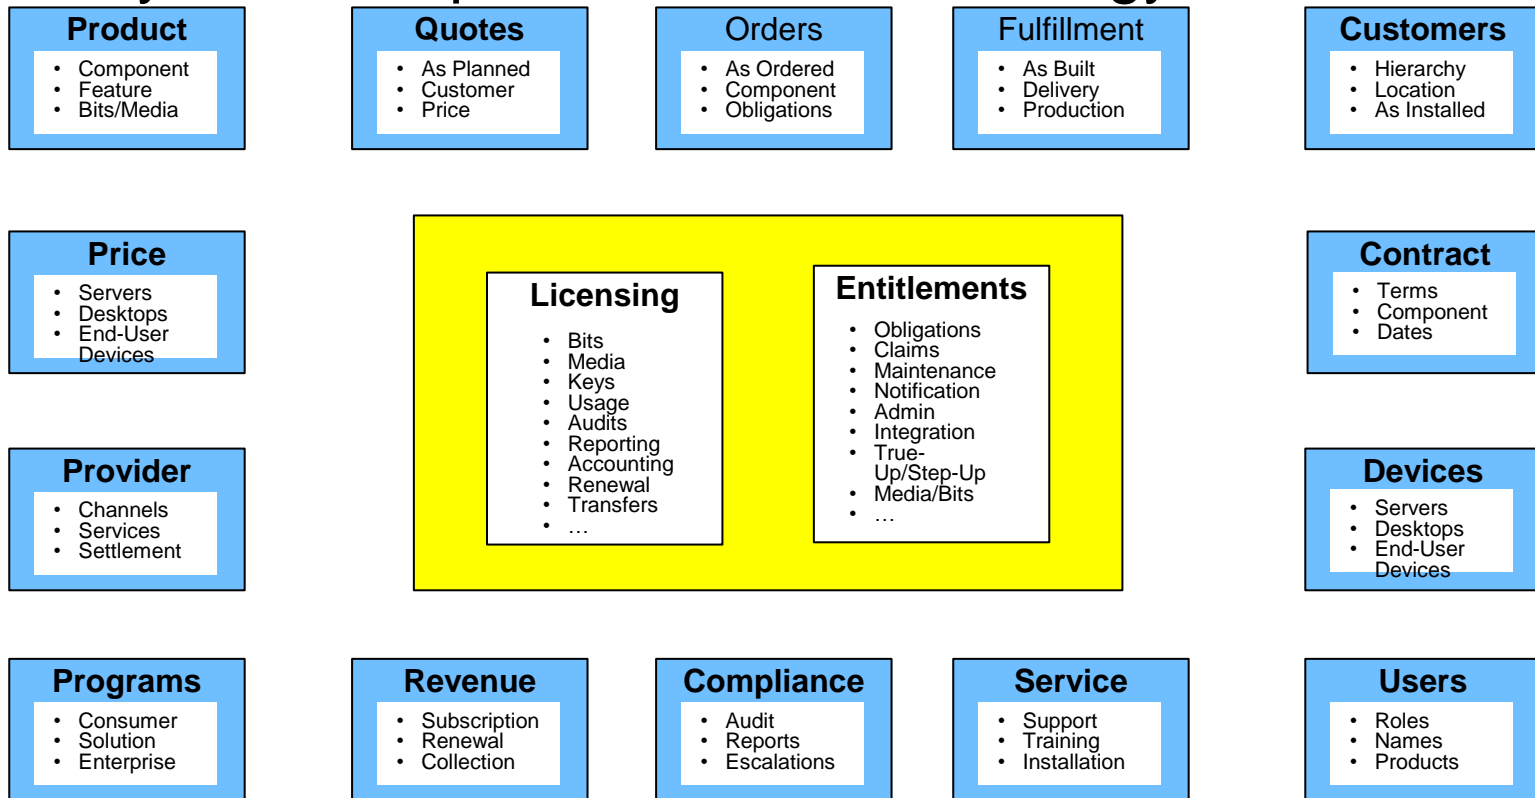 Product
• Component
• Feature
• Bits/Media
Quotes
• As Planned
• Customer
• Price
Orders
• As Ordered
• Component
• Obligations
Fulfillment
• As Built
• Delivery
• Production
Customers
• Hierarchy
• Location
• As Installed
Price
• Servers
• Desktops
• End-User
Devices
Licensing
• Bits
• Media
• Keys
• Usage
• Audits
• Reporting
• Accounting
• Renewal
• Transfers
• …
Entitlements
• Obligations
• Claims
• Maintenance
• Notification
• Admin
• Integration
• True-
Up/Step-Up
• Media/Bits
• …
Contract
• Terms
• Component
• Dates
Provider
• Channels
• Services
• Settlement
Devices
• Servers
• Desktops
• End-User
Devices
Programs
• Consumer
• Solution
• Enterprise
Revenue
• Subscription
• Renewal
• Collection
Compliance
• Audit
• Reports
• Escalations
Service
• Support
• Training
• Installation
Users
• Roles
• Names
• Products